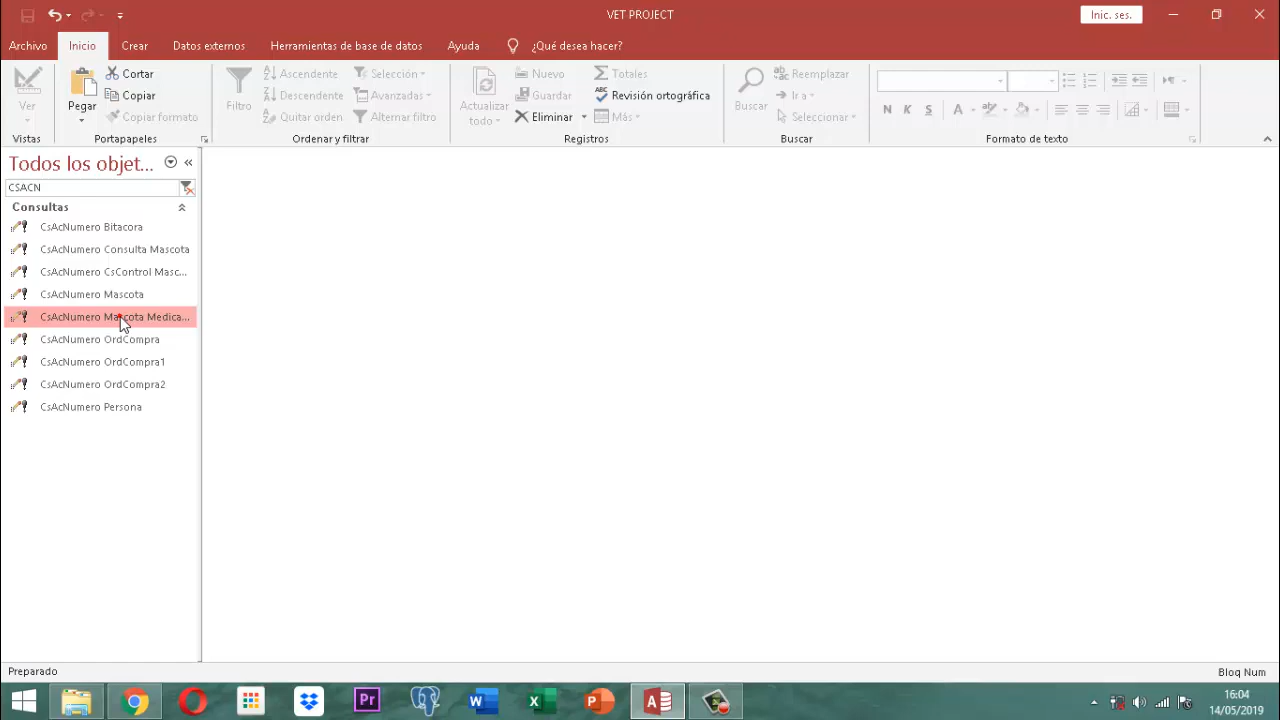 VET PROJECT
Inic. ses.
Archivo
Inicio
Crear
Datos externos
Herramientas de base de datos
Ayuda
¿Qué desea hacer?
Ver
Vistas
Pegar
Cortar
Copiar
Copiar formato
Portapapeles
Filtro
Ascendente
Descendente
Quitar orden
Selección
Avanzadas
Alternar filtro
Ordenar y filtrar
Actualizar
todo
Nuevo
Guardar
Eliminar
Totales
Revisión ortográfica
Más
Registros
Buscar
Reemplazar
Ir a
Seleccionar
Buscar
N K S
A
Formato de texto
Todos los objet...
CSACN
Consultas
CsAcNumero Bitacora
CsAcNumero Consulta Mascota
CsAcNumero CsControl Masc...
CsAcNumero Mascota
CsAcNumero Mascota Medica...
CsAcNumero OrdCompra
CsAcNumero OrdCompra1
CsAcNumero OrdCompra2
CsAcNumero Persona
Preparado
Bloq Num
Pr
16:04
14/05/2019